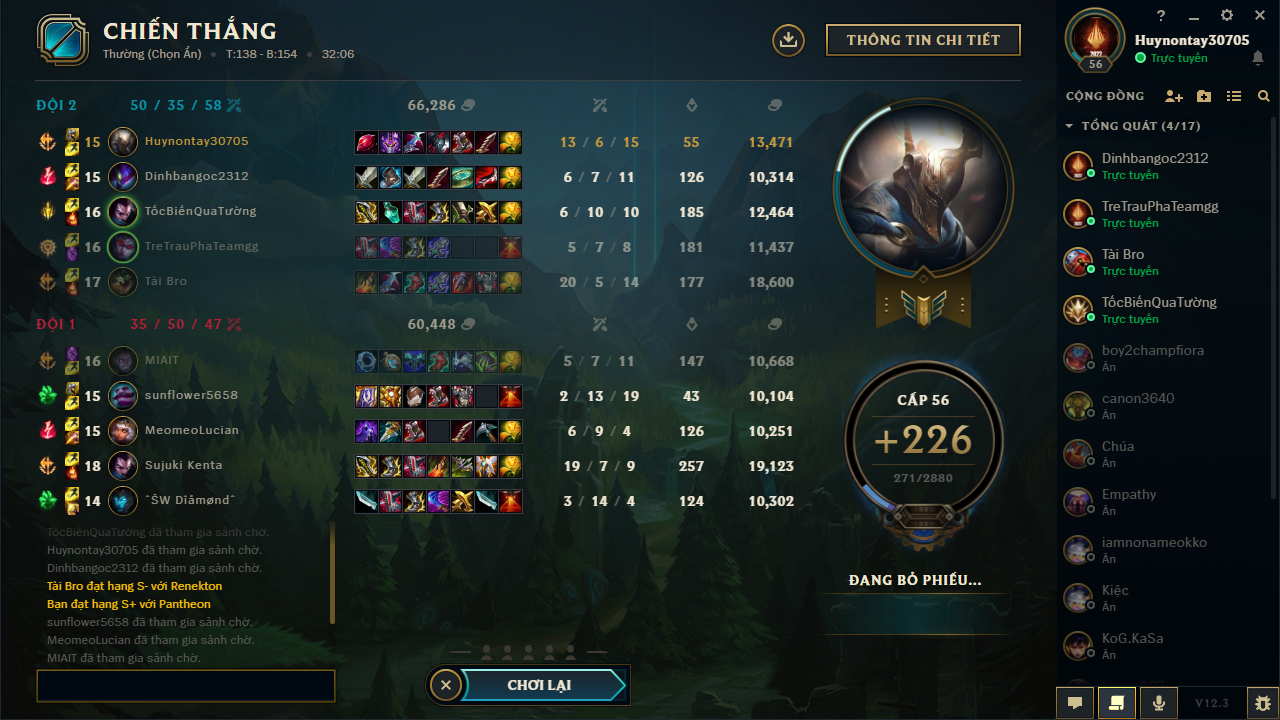 CHIẾN THẮNG
Thường (Chọn Ẩn) • T:138 - B:154 • 32:06
THÔNG TIN CHI TIẾT
ĐỘI 2 50 / 35 / 58 66,286
15 Huynontay30705 13 / 6 / 15 55 13,471
15 Dinhbangoc2312 6 / 7 / 11 126 10,314
16 TốcBiếnQuaTường 6 / 10 / 10 185 12,464
16 TreTrauPhaTeamgg 5 / 7 / 8 181 11,437
17 Tài Bro 20 / 5 / 14 177 18,600
ĐỘI 1 35 / 50 / 47 60,448
16 MIAIT 5 / 7 / 11 147 10,668
15 sunflower5658 2 / 13 / 19 43 10,104
15 MeomeoLucian 6 / 9 / 4 126 10,251
18 Sujuki Kenta 19 / 7 / 9 257 19,123
14 ˆŠW Dîãmøndˆ 3 / 14 / 4 124 10,302
TốcBiếnQuaTường đã tham gia sảnh chờ.
Huynontay30705 đã tham gia sảnh chờ.
Dinhbangoc2312 đã tham gia sảnh chờ.
Tài Bro đạt hạng S- với Renekton
Bạn đạt hạng S+ với Pantheon
sunflower5658 đã tham gia sảnh chờ.
MeomeoLucian đã tham gia sảnh chờ.
MIAIT đã tham gia sảnh chờ.
CHƠI LẠI
CẤP 56
+226
271/2880
ĐANG BỎ PHIẾU...
?
2022
56
Huynontay30705
Trực tuyến
CỘNG ĐỒNG
TỔNG QUÁT (4/17)
Dinhbangoc2312
Trực tuyến
TreTrauPhaTeamgg
Trực tuyến
Tài Bro
Trực tuyến
TốcBiếnQuaTường
Trực tuyến
boy2champfiora
Ẩn
canon3640
Ẩn
Chúa
Ẩn
Empathy
Ẩn
iamnonameokko
Ẩn
Kiệc
Ẩn
KoG.KaSa
Ẩn
V12.3